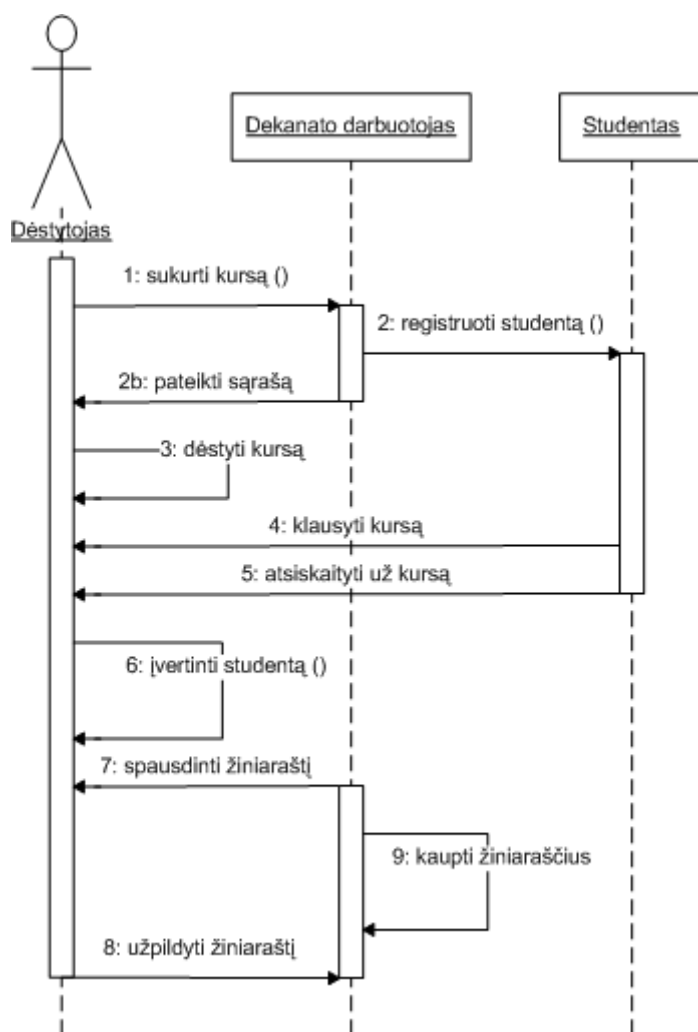 Dekanato darbuotojas
Studentas
Dėstytojas
1: sukurti kursą ()
2: registruoti studentą ()
2b: pateikti sąrašą
3: dėstyti kursą
4: klausyti kursą
5: atsiskaityti už kursą
6: įvertinti studentą ()
7: spausdinti žiniaraštį
9: kaupti žiniaraščius
8: užpildyti žiniaraštį